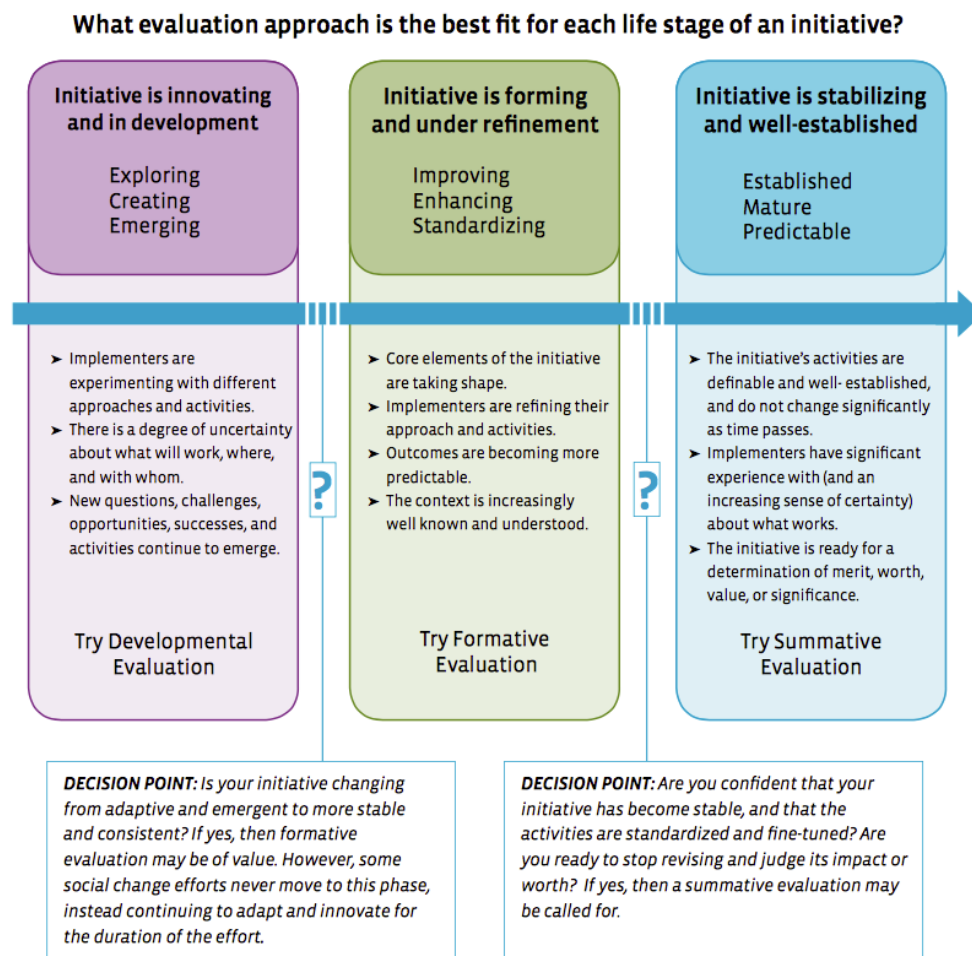 What evaluation approach is the best fit for each life stage of an initiative?
Initiative is innovating
and in development
Exploring
Creating
Emerging
➤ Implementers are
experimenting with different
approaches and activities.
➤ There is a degree of uncertainty
about what will work, where,
and with whom.
➤ New questions, challenges,
opportunities, successes, and
activities continue to emerge.
Try Developmental
Evaluation
?
Initiative is forming
and under refinement
Improving
Enhancing
Standardizing
➤ Core elements of the initiative
are taking shape.
➤ Implementers are refining their
approach and activities.
➤ Outcomes are becoming more
predictable.
➤ The context is increasingly
well known and understood.
Try Formative
Evaluation
?
Initiative is stabilizing
and well-established
Established
Mature
Predictable
➤ The initiative's activities are
definable and well- established,
and do not change significantly
as time passes.
➤ Implementers have significant
experience with (and an
increasing sense of certainty)
about what works.
➤ The initiative is ready for a
determination of merit, worth,
value, or significance.
Try Summative
Evaluation
DECISION POINT: Is your initiative changing
from adaptive and emergent to more stable
and consistent? If yes, then formative
evaluation may be of value. However, some
social change efforts never move to this phase,
instead continuing to adapt and innovate for
the duration of the effort.
DECISION POINT: Are you confident that your
initiative has become stable, and that the
activities are standardized and fine-tuned? Are
you ready to stop revising and judge its impact or
worth? If yes, then a summative evaluation may
be called for.